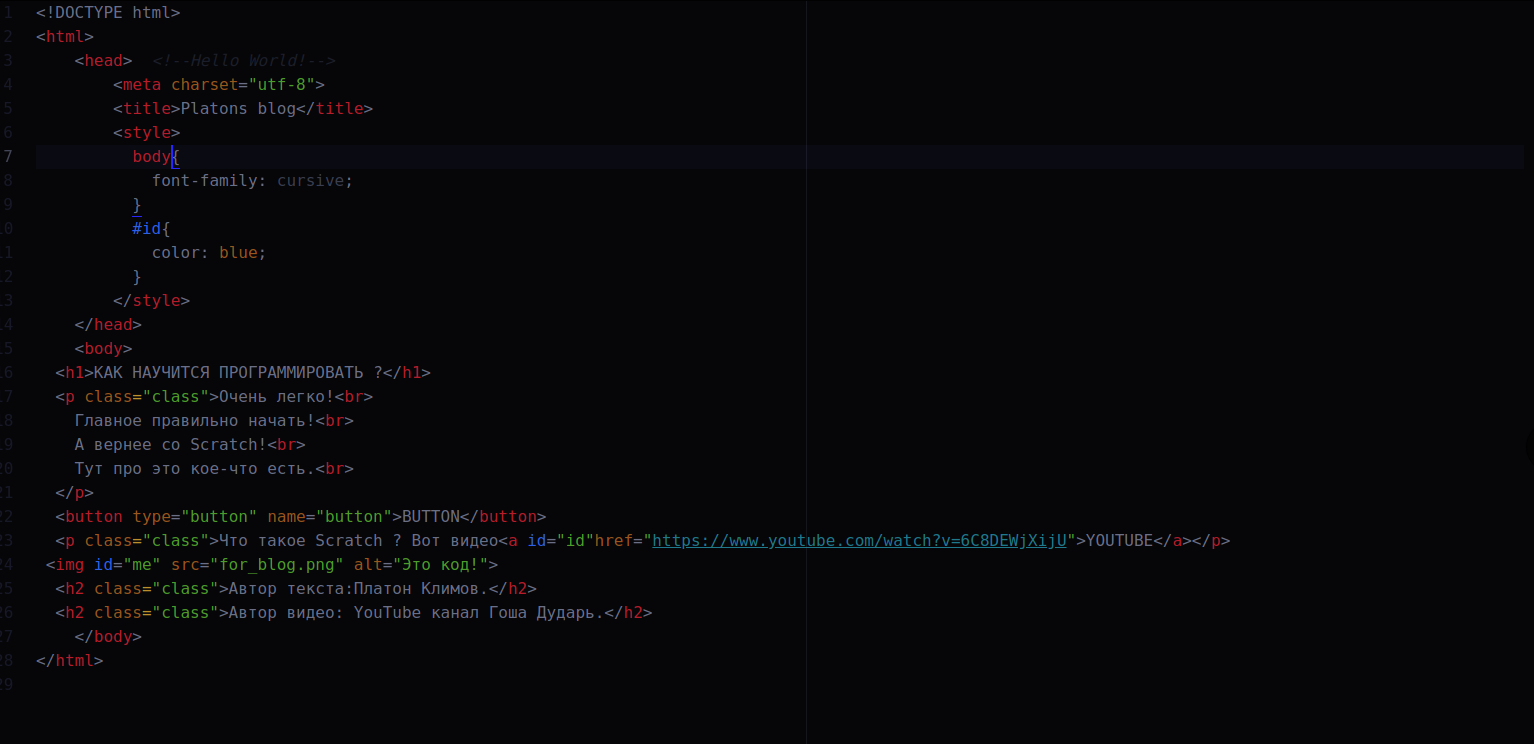 1 <!DOCTYPE html>
2 <html>
3 <head> <!--Hello World!-->
4 <meta charset="utf-8">
5 <title>Platons blog</title>
6 <style>
7 body{
8 font-family: cursive;
9 }
10 #id{
11 color: blue;
12 }
13 </style>
14 </head>
15 <body>
16 <h1>КАК НАУЧИТСЯ ПРОГРАММИРОВАТЬ ?</h1>
17 <p class="class">Очень легко!<br>
18 Главное правильно начать!<br>
19 А вернее со Scratch!<br>
20 Тут про это кое-что есть.<br>
21 </p>
22 <button type="button" name="button">BUTTON</button>
23 <p class="class">Что такое Scratch ? Вот видео<a id="id"href="https://www.youtube.com/watch?v=6C8DEWjXijU">YOUTUBE</a></p>
24 <img id="me" src="for_blog.png" alt="Это код!">
25 <h2 class="class">Автор текста:Платон Климов.</h2>
26 <h2 class="class">Автор видео: YouTube канал Гоша Дударь.</h2>
27 </body>
28 </html>
29